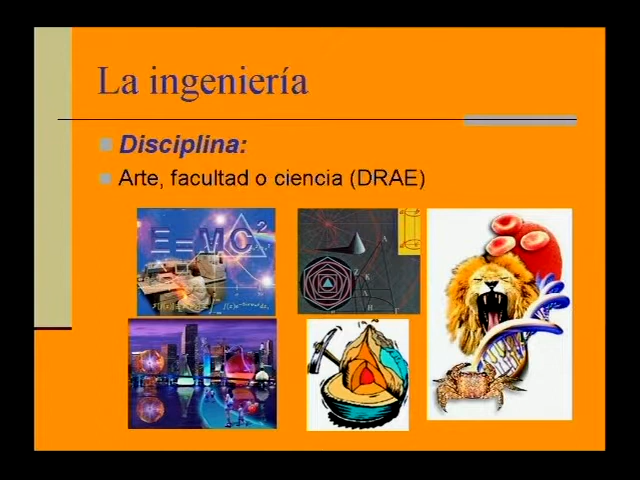 La ingeniería
Disciplina:
Arte, facultad o ciencia (DRAE)
E=MC²